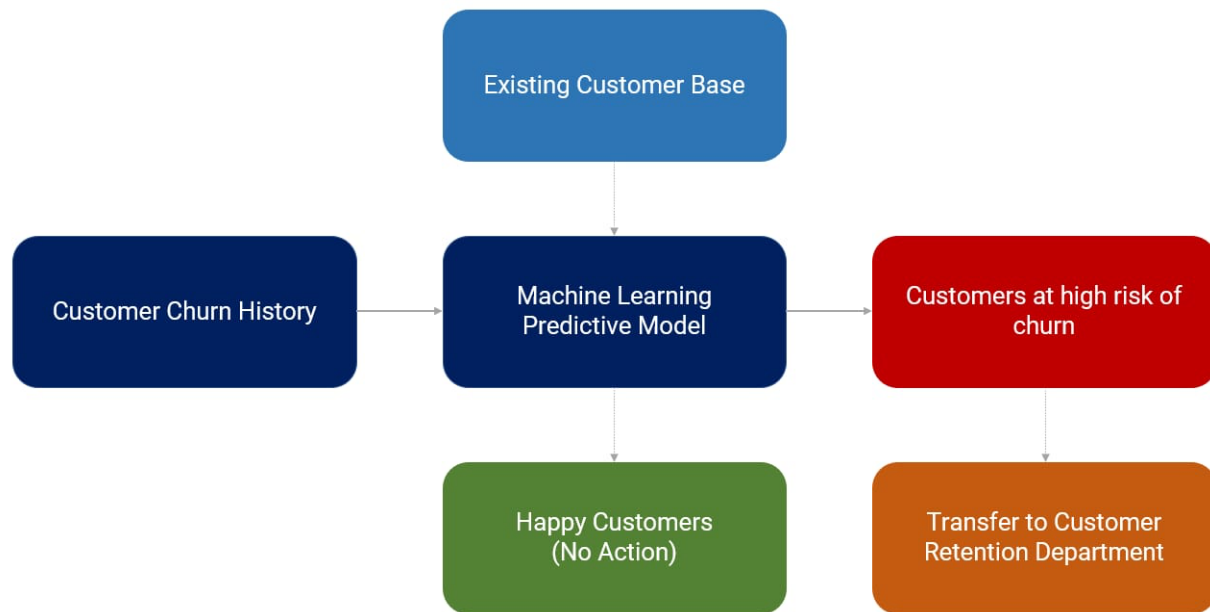 Existing Customer Base
Customer Churn History
Machine Learning
Predictive Model
Customers at high risk of
churn
Happy Customers
(No Action)
Transfer to Customer
Retention Department